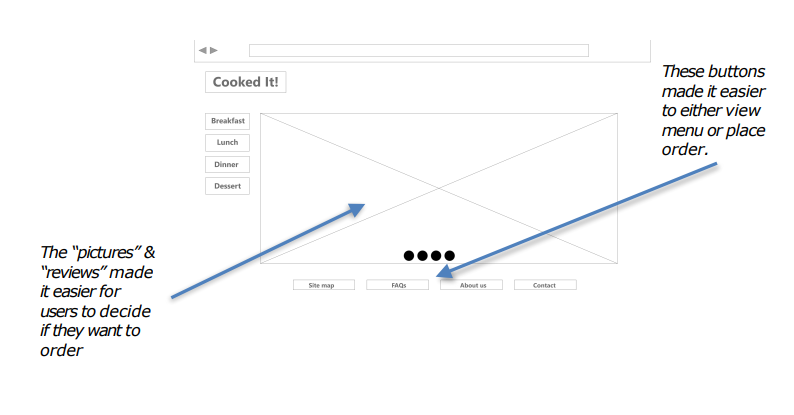 Cooked It!
Breakfast
Lunch
Dinner
Dessert
These buttons
made it easier
to either view
menu or place
order.
The “pictures” &
“reviews” made
it easier for
users to decide
if they want to
order
Site map
FAQs
About us
Contact